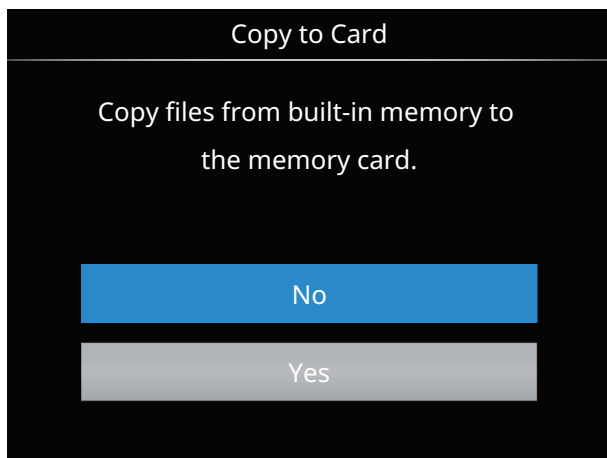 Copy to Card
Copy files from built-in memory to
the memory card.
No
Yes